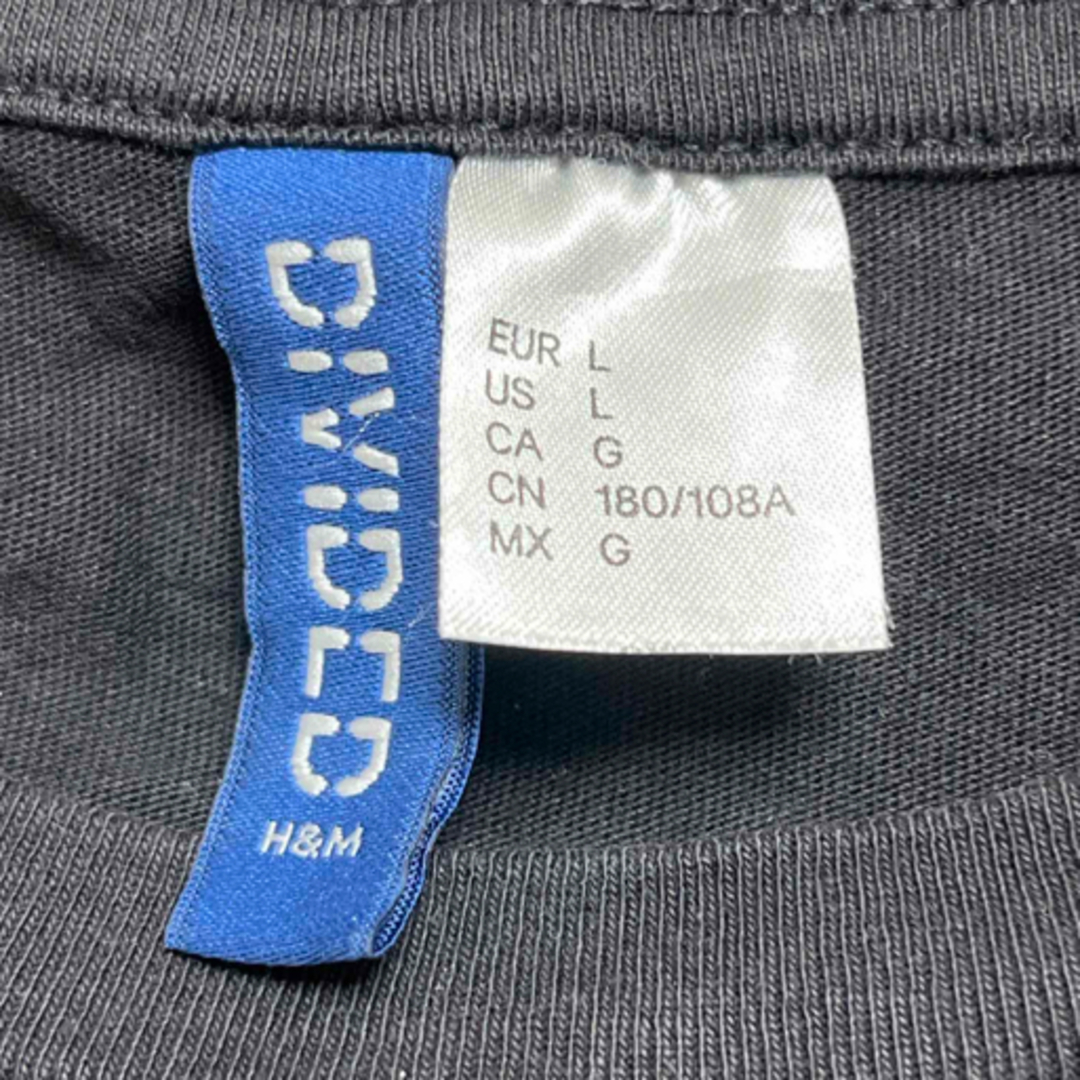 DIVIDED
H&M
EUR L
US L
CA G
CN 180/108A
MX G